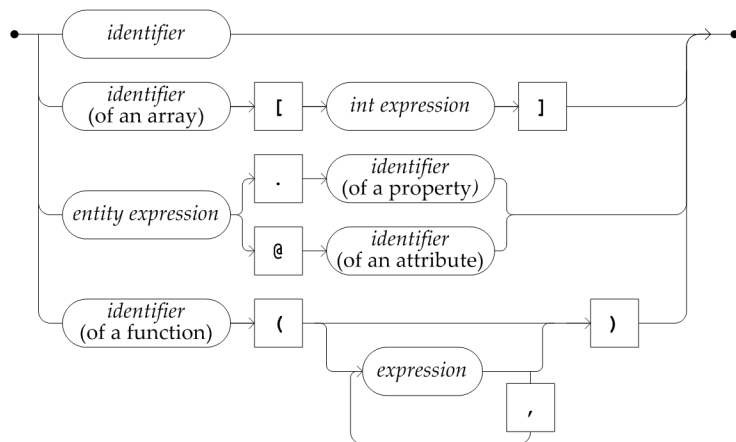 identifier
identifier
(of an array)
[
int expression
]
entity expression
.
identifier
(of a property)
@
identifier
(of an attribute)
identifier
(of a function)
(
)
expression
,